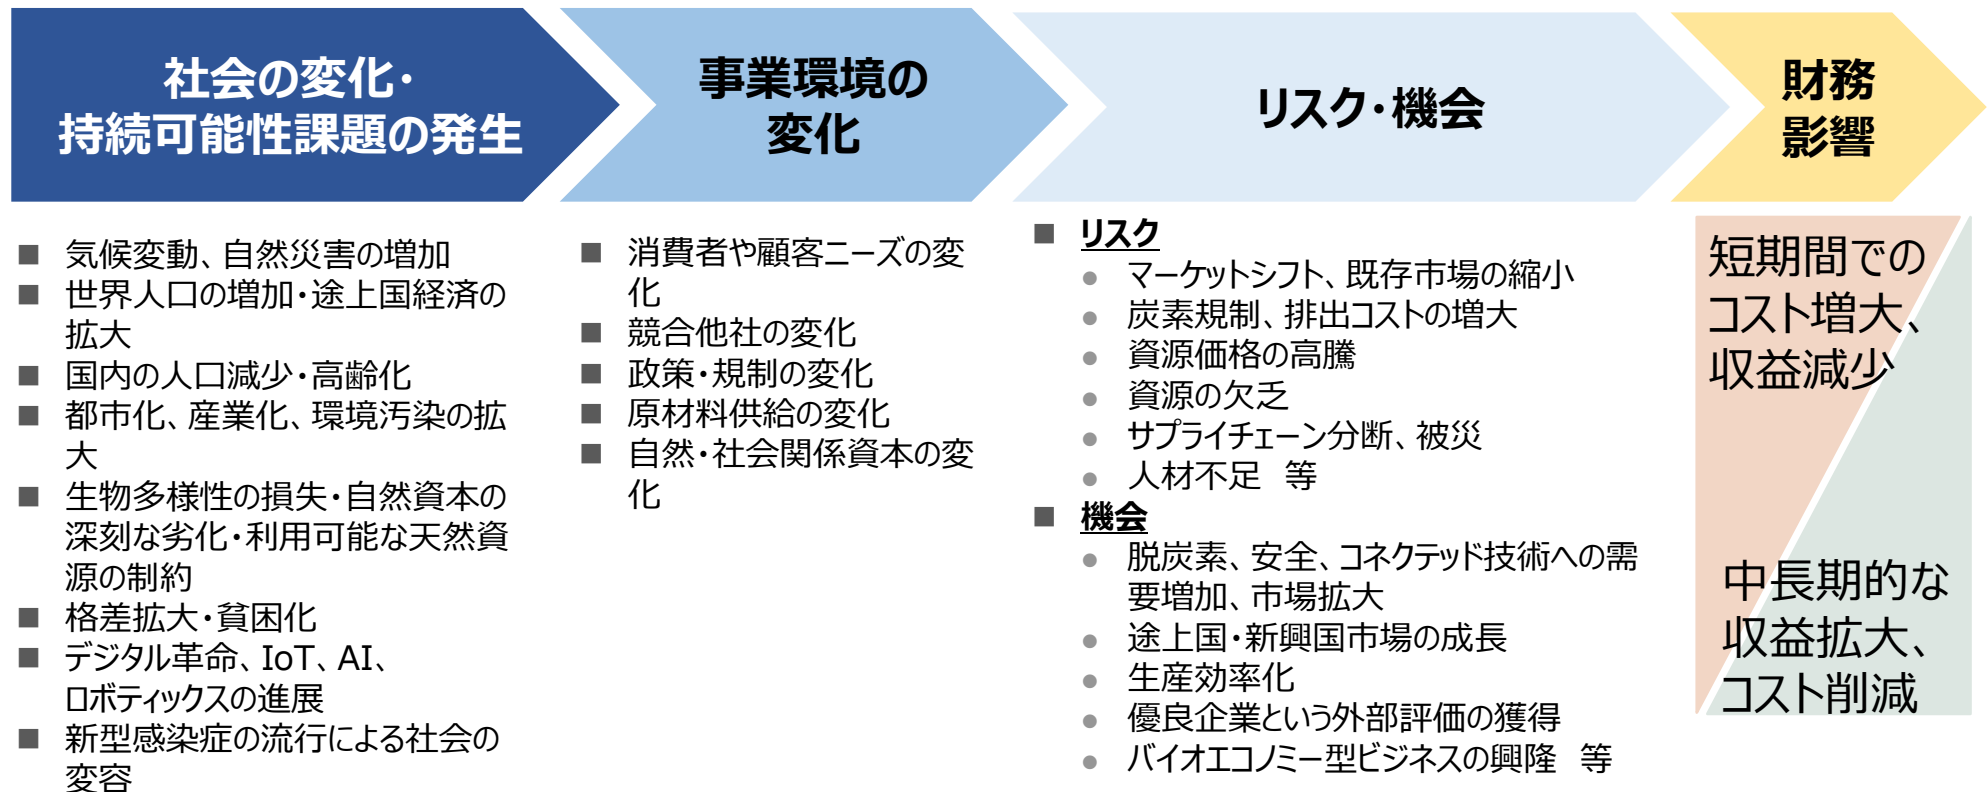 社会の変化・
持続可能性課題の発生
事業環境の
変化
リスク・機会
財務
影響
■ 気候変動、自然災害の増加
■ 世界人口の増加・途上国経済の
拡大
■ 国内の人口減少・高齢化
■ 都市化、産業化、環境汚染の拡
大
■ 生物多様性の損失・自然資本の
深刻な劣化・利用可能な天然資
源の制約
■ 格差拡大・貧困化
■ デジタル革命、IoT、AI、
ロボティックスの進展
■ 新型感染症の流行による社会の
変容
■ 消費者や顧客ニーズの変
化
■ 競合他社の変化
■ 政策・規制の変化
■ 原材料供給の変化
■ 自然・社会関係資本の変
化
■ リスク
● マーケットシフト、既存市場の縮小
● 炭素規制、排出コストの増大
● 資源価格の高騰
● 資源の欠乏
● サプライチェーン分断、被災
● 人材不足　等
■ 機会
● 脱炭素、安全、コネクテッド技術への需
要増加、市場拡大
● 途上国・新興国市場の成長
● 生産効率化
● 優良企業という外部評価の獲得
● バイオエコノミー型ビジネスの興隆　等
短期間での
コスト増大、
収益減少
中長期的な
収益拡大、
コスト削減